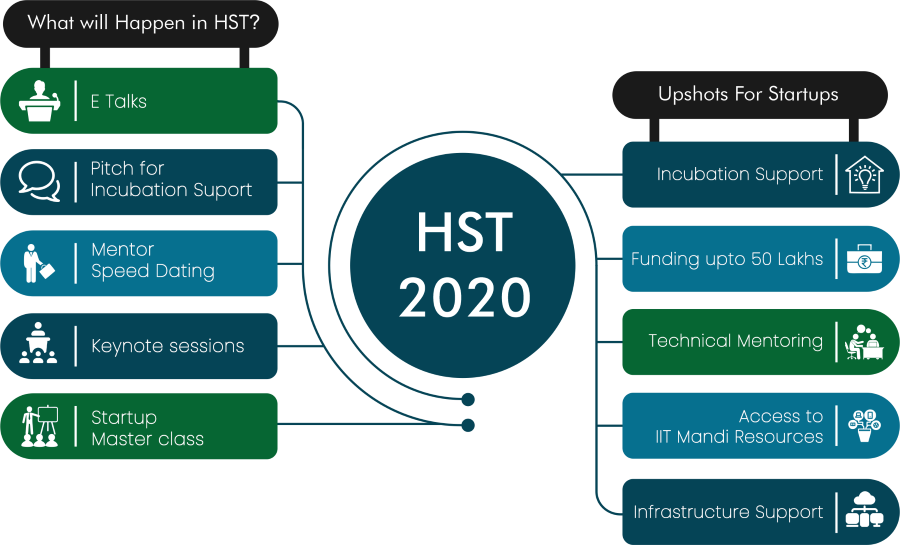 What will Happen in HST?
E Talks
Pitch for
Incubation Suport
Mentor
Speed Dating
Keynote sessions
Startup
Master class
HST
2020
Upshots For Startups
Incubation Support
Funding upto 50 Lakhs
₹
Technical Mentoring
Access to
IIT Mandi Resources
Infrastructure Support